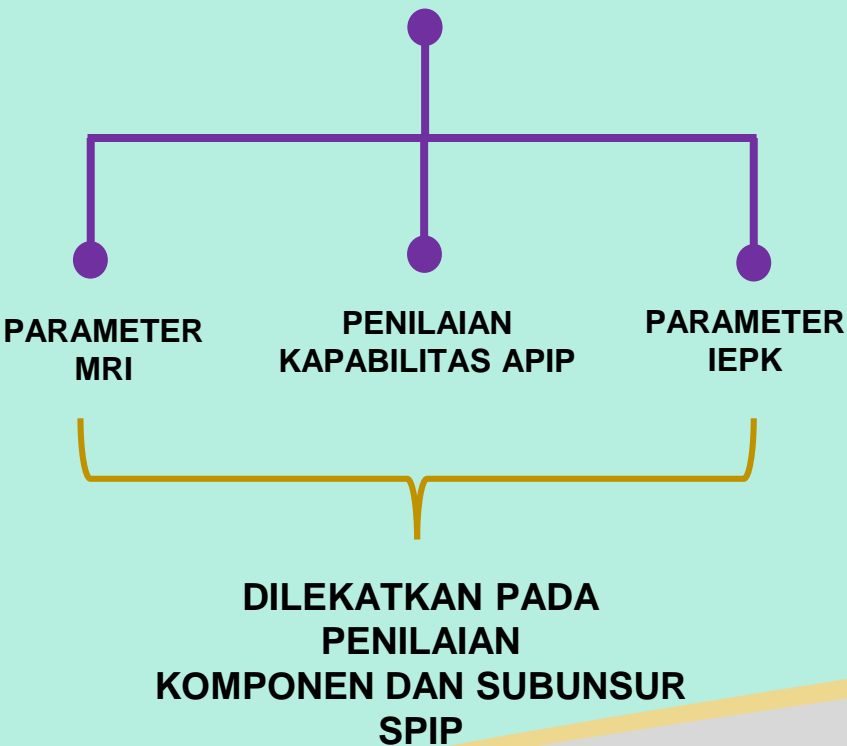 PARAMETER
MRI
PENILAIAN
KAPABILITAS APIP
PARAMETER
IEPK
DILEKATKAN PADA
PENILAIAN
KOMPONEN DAN SUBUNSUR
SPIP